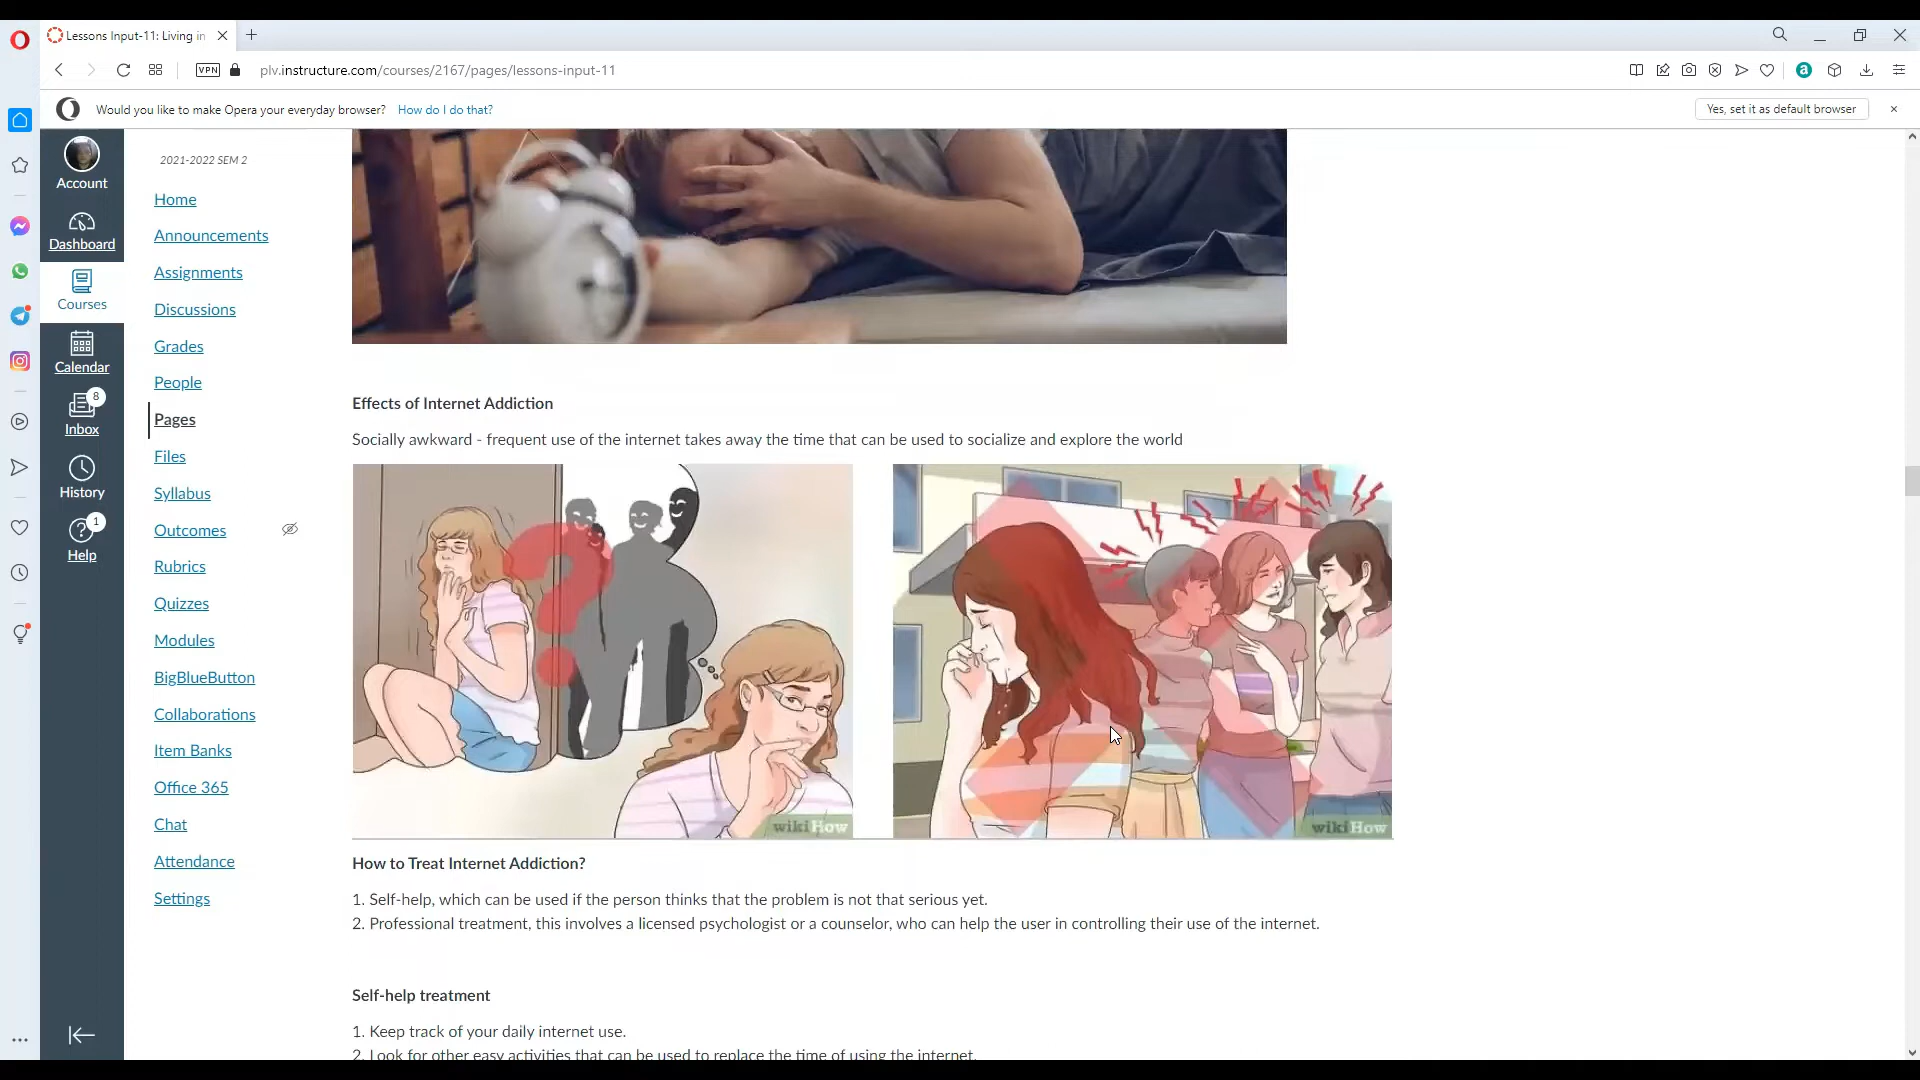 Lessons Input-11: Living in
VPN
plv.instructure.com/courses/2167/pages/lessons-input-11
a
Would you like to make Opera your everyday browser? How do I do that?
Yes, set it as default browser
Account
Dashboard
Courses
Calendar
8
Inbox
History
1
Help
2021-2022 SEM 2
Home
Announcements
Assignments
Discussions
Grades
People
Pages
Files
Syllabus
Outcomes
Rubrics
Quizzes
Modules
BigBlueButton
Collaborations
Item Banks
Office 365
Chat
Attendance
Settings
Effects of Internet Addiction
Socially awkward - frequent use of the internet takes away the time that can be used to socialize and explore the world
?
wikiHow
wikiHow
How to Treat Internet Addiction?
1. Self-help, which can be used if the person thinks that the problem is not that serious yet.
2. Professional treatment, this involves a licensed psychologist or a counselor, who can help the user in controlling their use of the internet.
Self-help treatment
1. Keep track of your daily internet use.
2. Look for other easy activities that can be used to replace the time of using the internet.